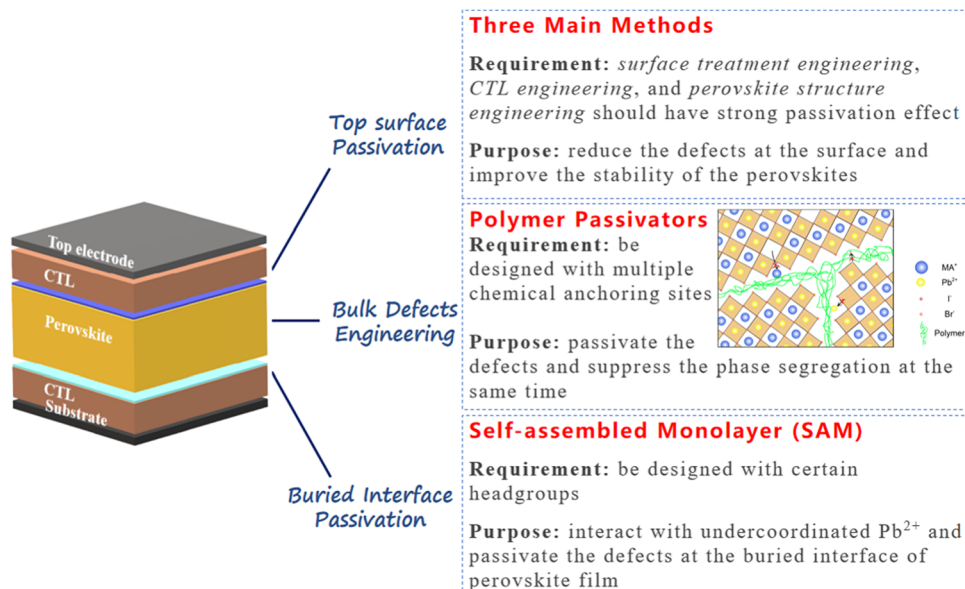 Top electrode
CTL
Perovskite
CTL
Substrate
Top surface
Passivation
Bulk Defects
Engineering
Buried Interface
Passivation
Three Main Methods
Requirement: surface treatment engineering,
CTL engineering, and perovskite structure
engineering should have strong passivation effect
Purpose: reduce the defects at the surface and
improve the stability of the perovskites
Polymer Passivators
Requirement: be
designed with multiple
chemical anchoring sites
Purpose: passivate the
defects and suppress the phase segregation at the
same time
MA⁺
Pb²⁺
I⁻
Br⁻
Polymer
Self-assembled Monolayer (SAM)
Requirement: be designed with certain
headgroups
Purpose: interact with undercoordinated Pb²⁺ and
passivate the defects at the buried interface of
perovskite film